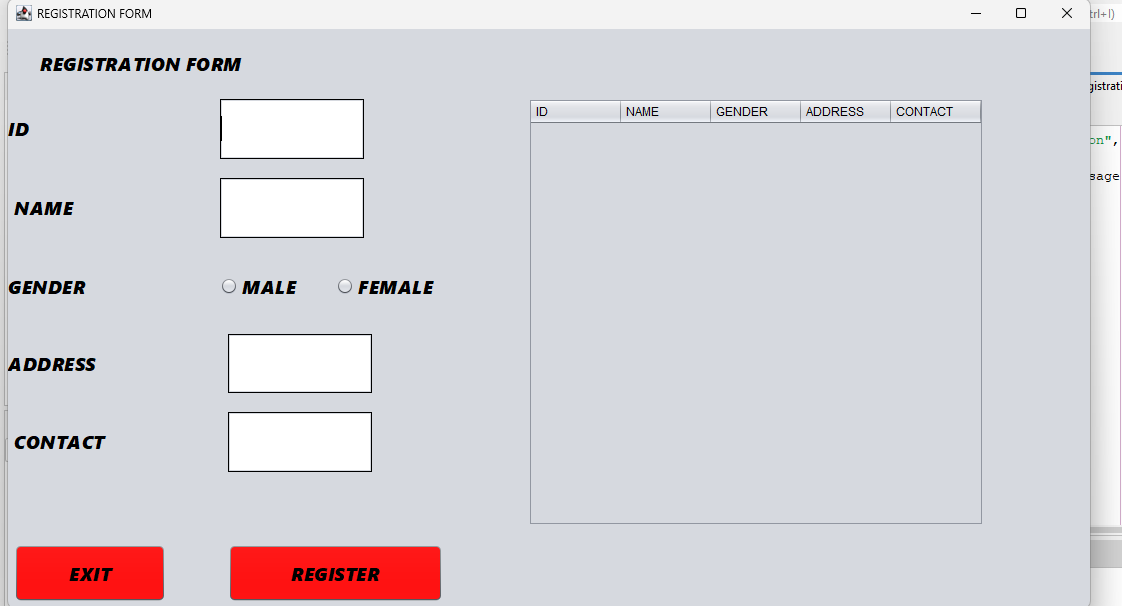 REGISTRATION FORM
trl+I)
REGISTRATION FORM
gistrati
ID
ID NAME GENDER ADDRESS CONTACT
on",
sage
NAME
GENDER MALE FEMALE
ADDRESS
CONTACT
EXIT REGISTER